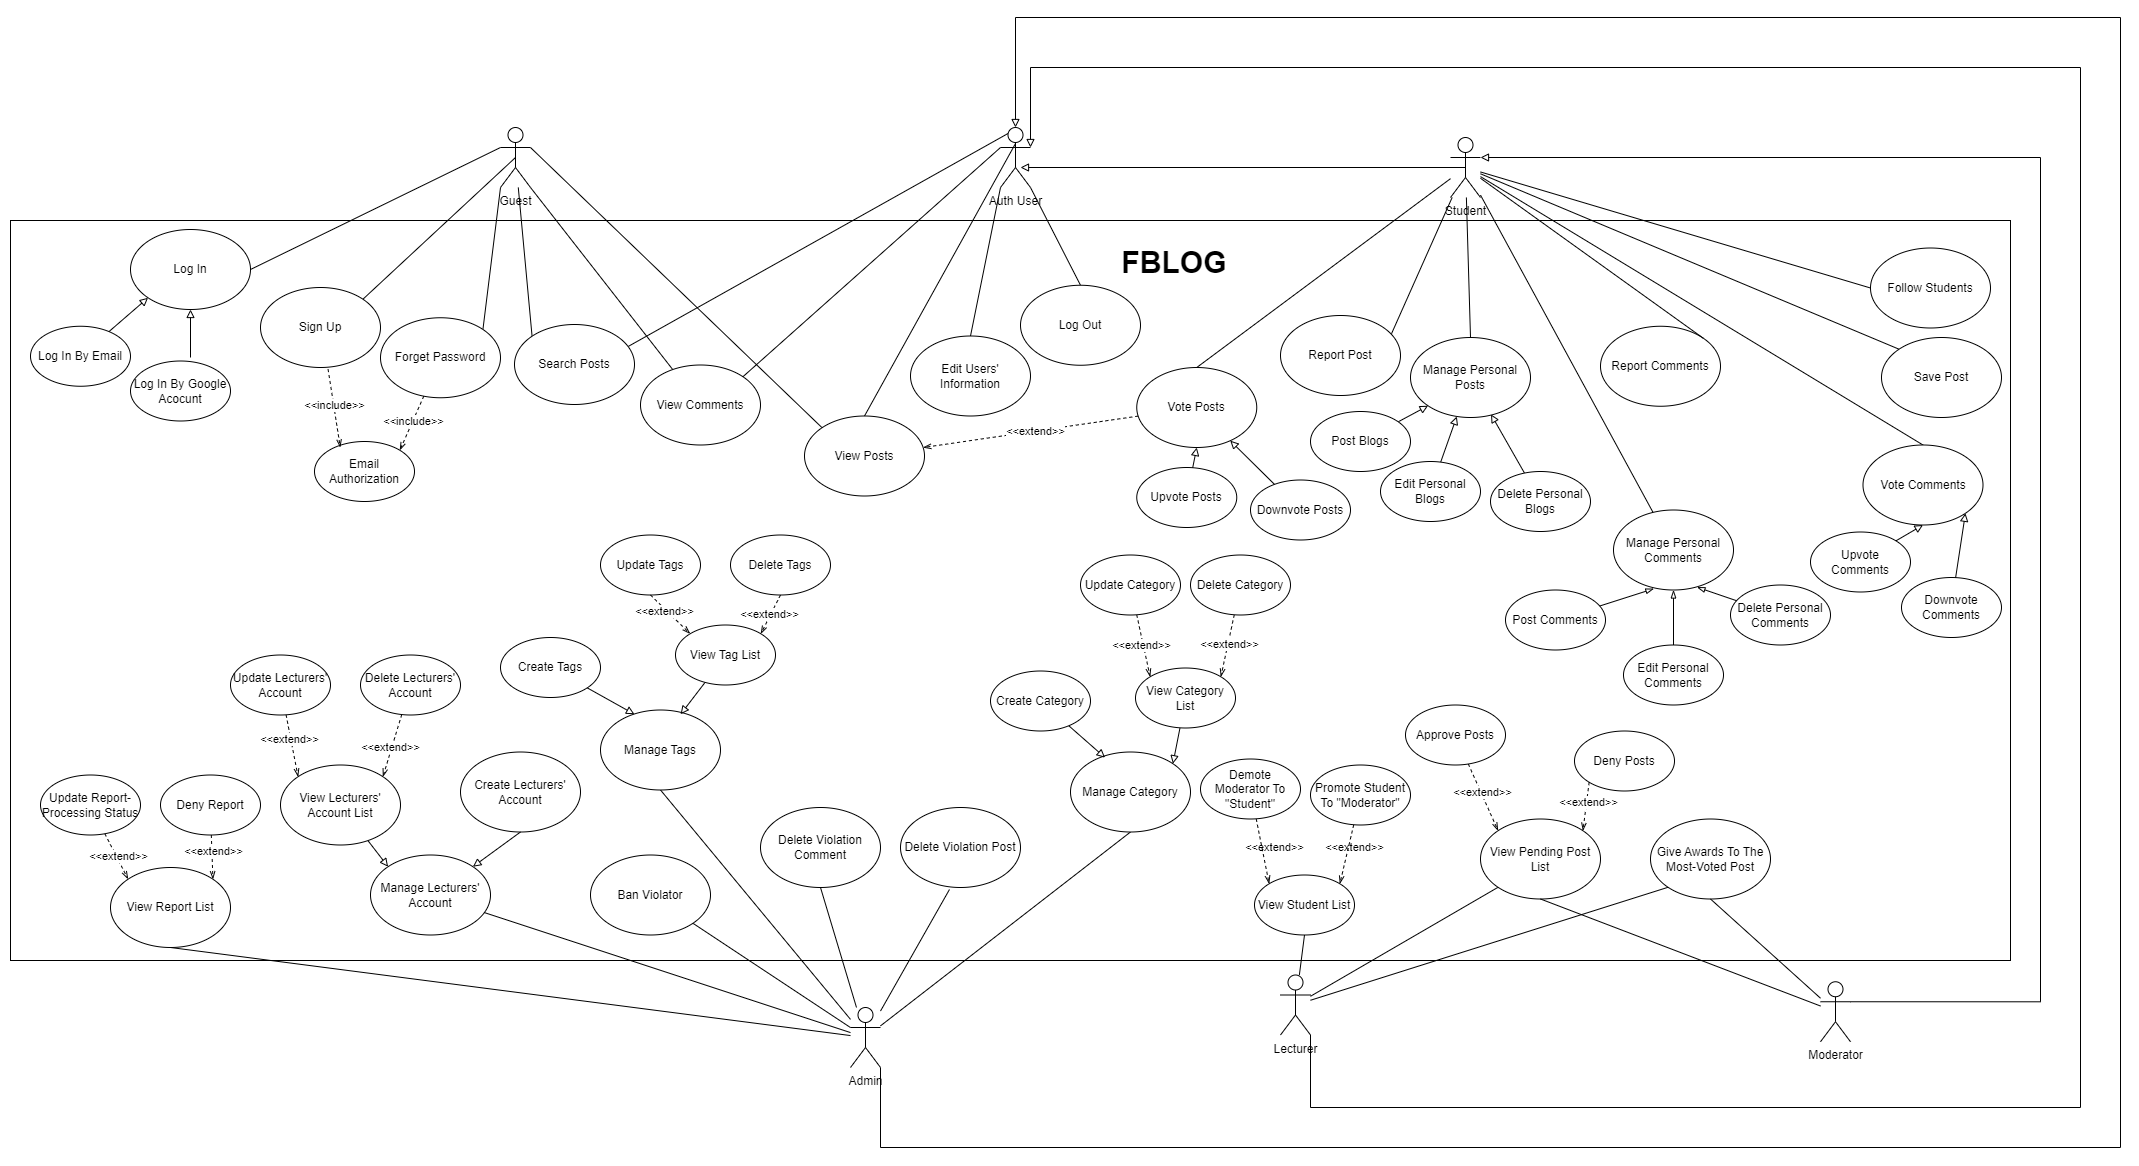 Guest
Auth User
Student
FBLOG
Log In
Log In By Email
Log In By Google
Acocunt
Sign Up
<<include>>
Forget Password
<<include>>
Email
Authorization
Search Posts
View Comments
View Posts
Edit Users'
Information
Log Out
<<extend>>
Vote Posts
Upvote Posts
Downvote Posts
Report Post
Manage Personal
Posts
Post Blogs
Edit Personal
Blogs
Delete Personal
Blogs
Report Comments
Follow Students
Save Post
Vote Comments
Upvote
Comments
Downvote
Comments
Manage Personal
Comments
Post Comments
Edit Personal
Comments
Delete Personal
Comments
Update Tags
Delete Tags
<<extend>>
<<extend>>
View Tag List
Create Tags
Manage Tags
Update Category
Delete Category
<<extend>>
<<extend>>
View Category
List
Create Category
Manage Category
Update Lecturers'
Account
Delete Lecturers'
Account
<<extend>>
<<extend>>
View Lecturers'
Account List
Create Lecturers'
Account
Manage Lecturers'
Account
Update Report-
Processing Status
Deny Report
<<extend>>
<<extend>>
View Report List
Ban Violator
Delete Violation
Comment
Delete Violation Post
Demote
Moderator To
"Student"
Promote Student
To "Moderator"
<<extend>>
<<extend>>
View Student List
Approve Posts
Deny Posts
<<extend>>
<<extend>>
View Pending Post
List
Give Awards To The
Most-Voted Post
Admin
Lecturer
Moderator